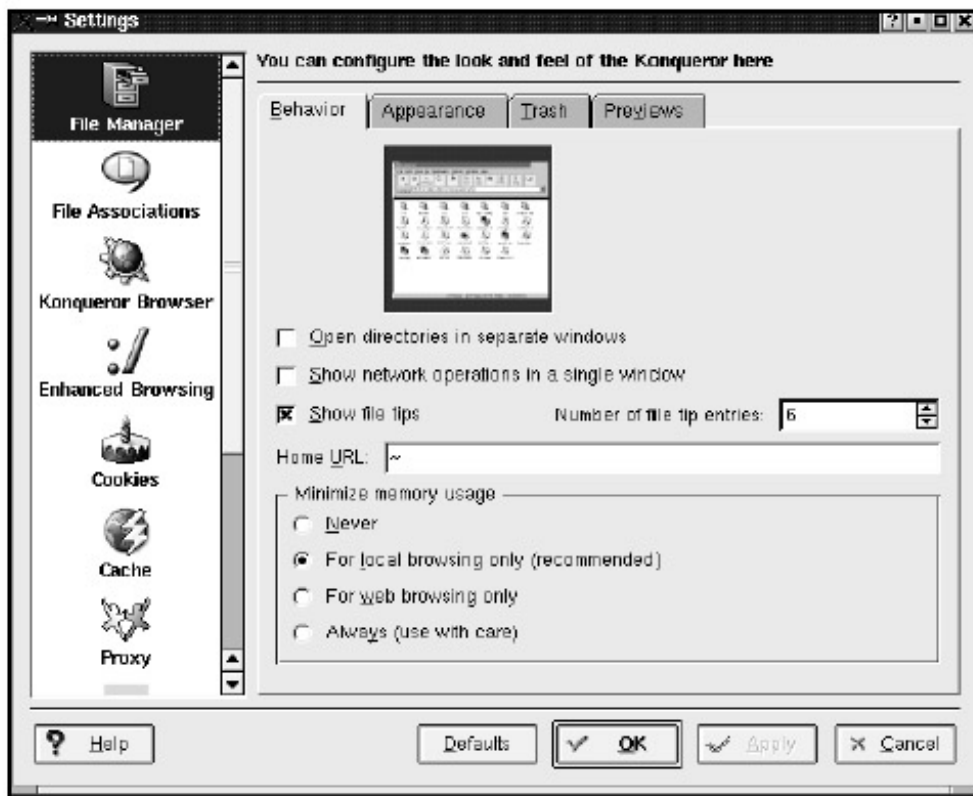 Settings
You can configure the look and feel of the Konqueror here
File Manager
File Associations
Konqueror Browser
Enhanced Browsing
Cookies
Cache
Proxy
Behavior
Appearance
Trash
Previews
Open directories in separate windows
Show network operations in a single window
Show file tips
Number of file tip entries: 6
Home URL: ~
Minimize memory usage
Never
For local browsing only (recommended)
For web browsing only
Always (use with care)
? Help
Defaults
OK
Apply
Cancel